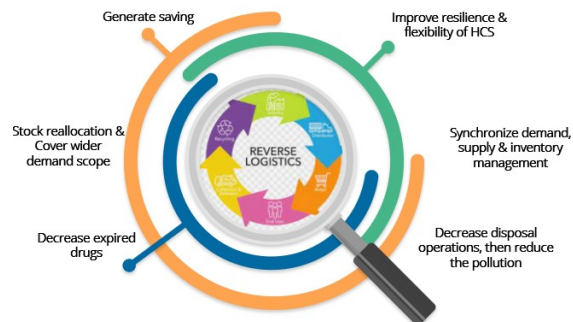 Generate saving
Improve resilience &
flexibility of HCS
Stock reallocation &
Cover wider
demand scope
REVERSE
LOGISTICS
Recycling
Synchronize demand,
supply & inventory
management
Decrease expired
drugs
Decrease disposal
operations, then reduce
the pollution